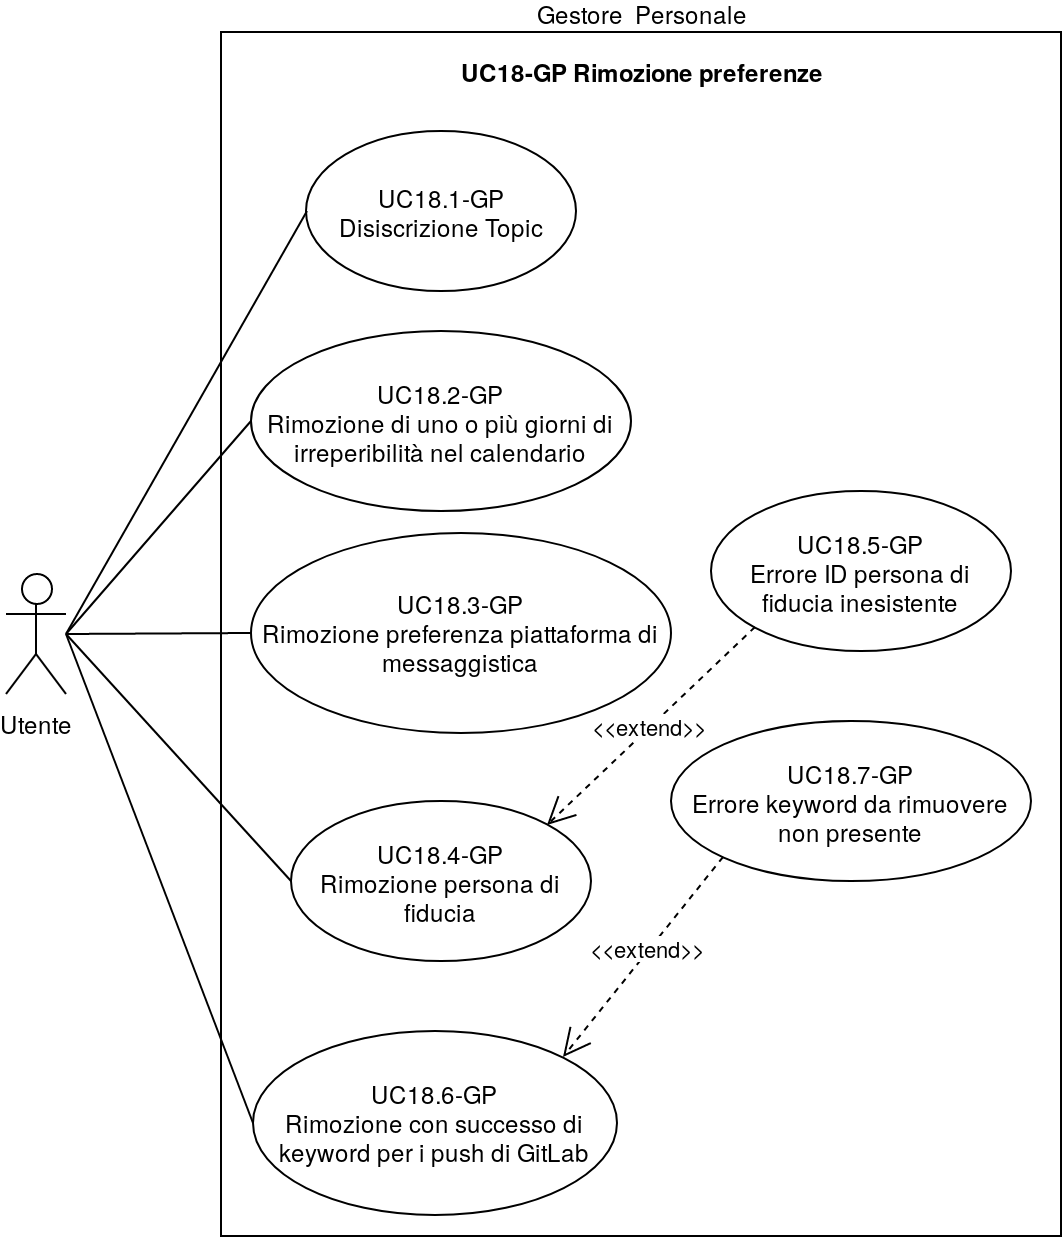 Gestore Personale
UC18-GP Rimozione preferenze
UC18.1-GP
Disiscrizione Topic
UC18.2-GP
Rimozione di uno o più giorni di
irreperibilità nel calendario
UC18.5-GP
Errore ID persona di
fiducia inesistente
UC18.3-GP
Rimozione preferenza piattaforma di
messaggistica
Utente
<<extend>>
UC18.7-GP
Errore keyword da rimuovere
non presente
UC18.4-GP
Rimozione persona di
fiducia
<<extend>>
UC18.6-GP
Rimozione con successo di
keyword per i push di GitLab